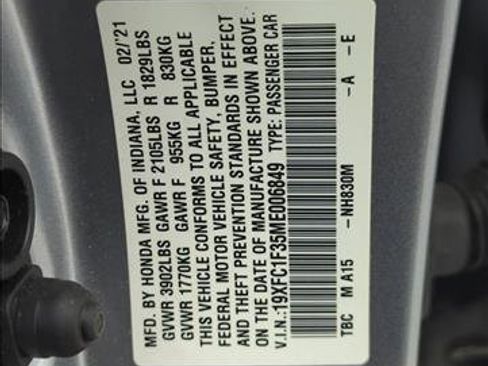 MFD. BY HONDA MFG. OF INDIANA, LLC 02/'21
GVWR 3902LBS GAWR F 2105LBS R 1829LBS
GVWR 1770KG GAWR F 955KG R 830KG
THIS VEHICLE CONFORMS TO ALL APPLICABLE
FEDERAL MOTOR VEHICLE SAFETY, BUMPER,
AND THEFT PREVENTION STANDARDS IN EFFECT
ON THE DATE OF MANUFACTURE SHOWN ABOVE.
V.I.N.:19XFC1F35ME006849 TYPE: PASSENGER CAR
TBC M A15 –NH830M –A –E